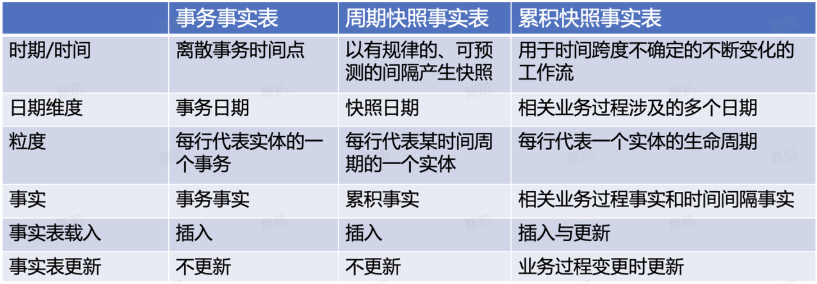 事务事实表 周期快照事实表 累积快照事实表
时期/时间 离散事务时间点 以有规律的、可预 用于时间跨度不确定的不断变化的
测的间隔产生快照 工作流
日期维度 事务日期 快照日期 相关业务过程涉及的多个日期
粒度 每行代表实体的一 每行代表某时间周 每行代表一个实体的生命周期
个事务 期的一个实体
事实 事务事实 累积事实 相关业务过程事实和时间间隔事实
事实表载入 插入 插入 插入与更新
事实表更新 不更新 不更新 业务过程变更时更新